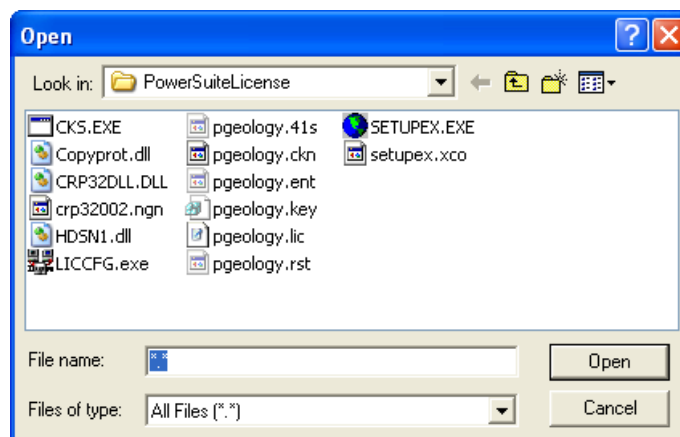 Open
Look in: PowerSuiteLicense
CKS.EXE
Copyprot.dll
CRP32DLL.DLL
crp32002.ngn
HDSN1.dll
LICCFG.exe
pgeology.41s
pgeology.ckn
pgeology.ent
pgeology.key
pgeology.lic
pgeology.rst
SETUPEX.EXE
setupex.xco
File name: *.*
Open
Files of type: All Files (*.*)
Cancel